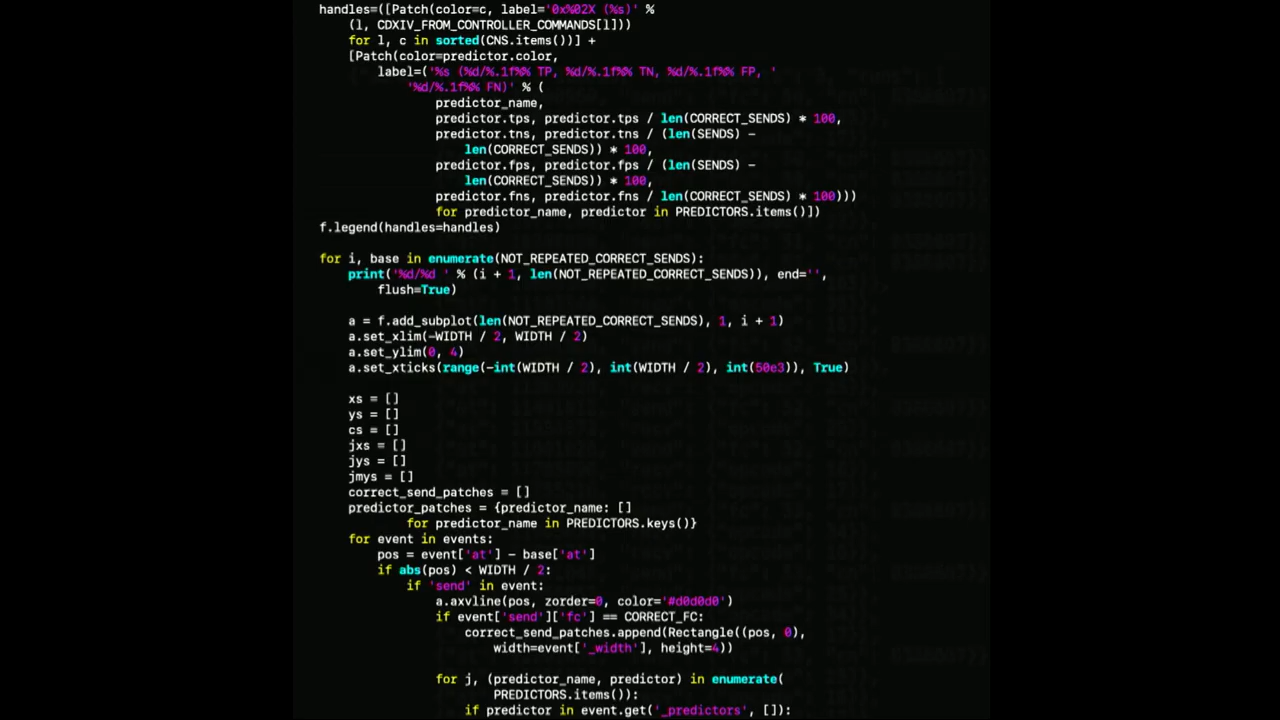 handles=([Patch(color=c, label='0x%02X (%s)' %
(l, CDXIV_FROM_CONTROLLER_COMMANDS[l]))
for l, c in sorted(CNS.items())] +
[Patch(color=predictor.color,
label=('%s (%d/%.1f%% TP, %d/%.1f%% TN, %d/%.1f%% FP, '
'%d/%.1f%% FN)' % (
predictor_name,
predictor.tps, predictor.tps / len(CORRECT_SENDS) * 100,
predictor.tns, predictor.tns / (len(SENDS) -
len(CORRECT_SENDS)) * 100,
predictor.fps, predictor.fps / (len(SENDS) -
len(CORRECT_SENDS)) * 100,
predictor.fns, predictor.fns / len(CORRECT_SENDS) * 100)))
for predictor_name, predictor in PREDICTORS.items()])
f.legend(handles=handles)
for i, base in enumerate(NOT_REPEATED_CORRECT_SENDS):
print('%d/%d ' % (i + 1, len(NOT_REPEATED_CORRECT_SENDS)), end='',
flush=True)
a = f.add_subplot(len(NOT_REPEATED_CORRECT_SENDS), 1, i + 1)
a.set_xlim(-WIDTH / 2, WIDTH / 2)
a.set_ylim(0, 4)
a.set_xticks(range(-int(WIDTH / 2), int(WIDTH / 2), int(50e3)), True)
xs = []
ys = []
cs = []
jxs = []
jys = []
jmys = []
correct_send_patches = []
predictor_patches = {predictor_name: []
for predictor_name in PREDICTORS.keys()}
for event in events:
pos = event['at'] - base['at']
if abs(pos) < WIDTH / 2:
if 'send' in event:
a.axvline(pos, zorder=0, color='#d0d0d0')
if event['send']['fc'] == CORRECT_FC:
correct_send_patches.append(Rectangle((pos, 0),
width=event['_width'], height=4))
for j, (predictor_name, predictor) in enumerate(
PREDICTORS.items()):
if predictor in event.get('_predictors', []):